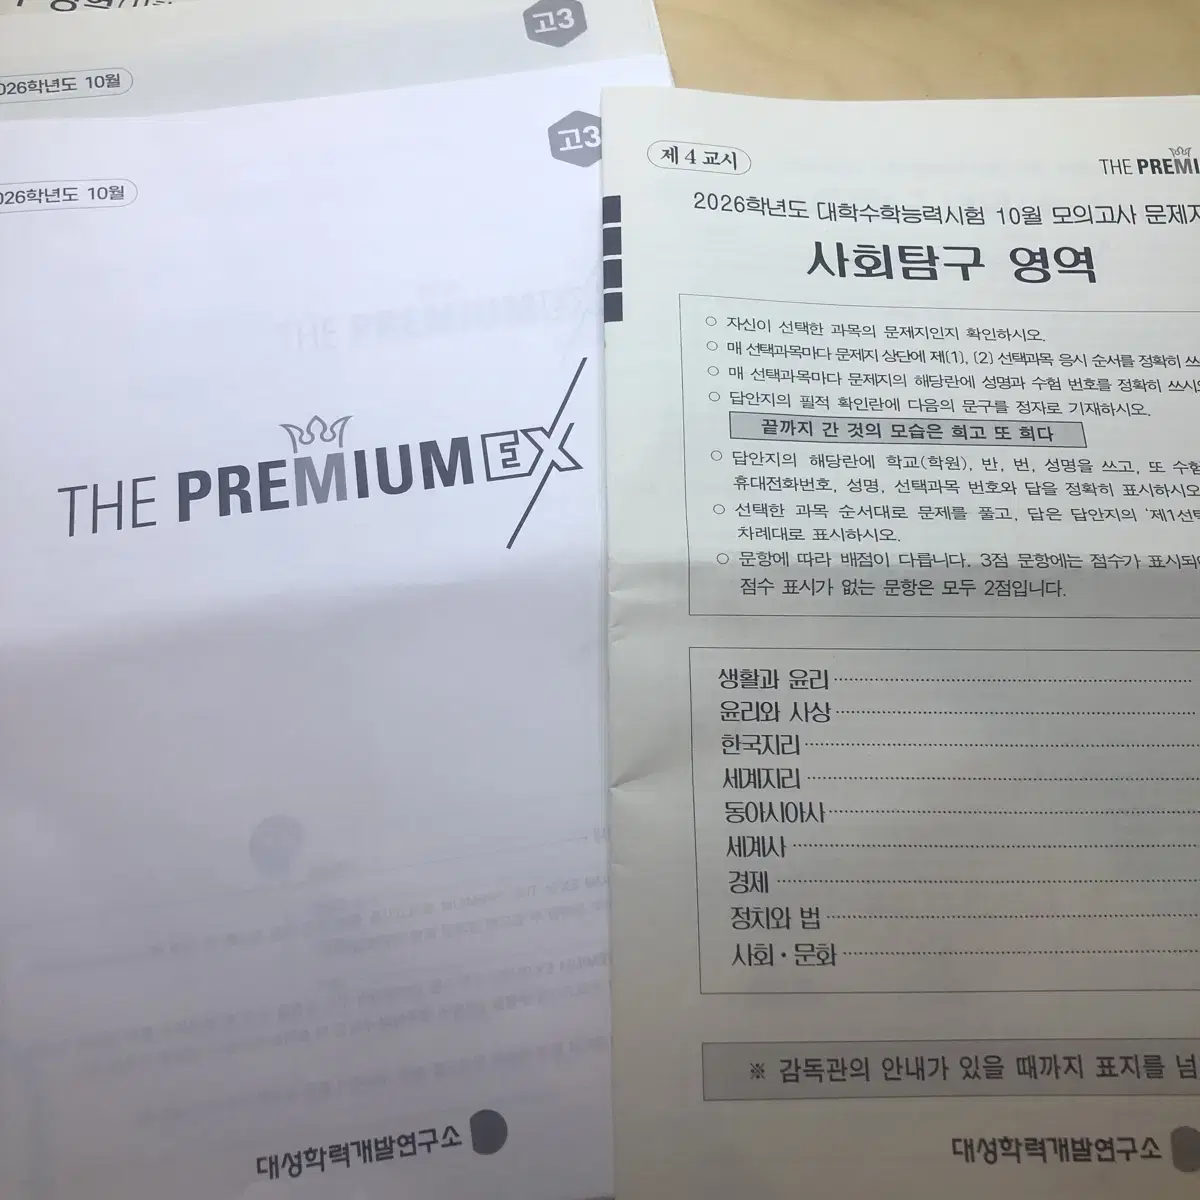 고3
026학년도 10월
고3
026학년도 10월
THE PREMIUM EX
대성학력개발연구소
제 4 교시
THE PREMI
2026학년도 대학수학능력시험 10월 모의고사 문제지
사회탐구 영역
○ 자신이 선택한 과목의 문제지인지 확인하시오.
○ 매 선택과목마다 문제지 상단에 제(1), (2) 선택과목 응시 순서를 정확히 쓰
○ 매 선택과목마다 문제지의 해당란에 성명과 수험 번호를 정확히 쓰시오
○ 답안지의 필적 확인란에 다음의 문구를 정자로 기재하시오.
끝까지 간 것의 모습은 희고 또 희다
○ 답안지의 해당란에 학교(학원), 반, 번, 성명을 쓰고, 또 수험
휴대전화번호, 성명, 선택과목 번호와 답을 정확히 표시하시오
○ 선택한 과목 순서대로 문제를 풀고, 답은 답안지의 '제1선택
차례대로 표시하시오.
○ 문항에 따라 배점이 다릅니다. 3점 문항에는 점수가 표시되어
점수 표시가 없는 문항은 모두 2점입니다.
생활과 윤리
윤리와 사상
한국지리
세계지리
동아시아사
세계사
경제
정치와 법
사회·문화
※ 감독관의 안내가 있을 때까지 표지를 넘
대성학력개발연구소